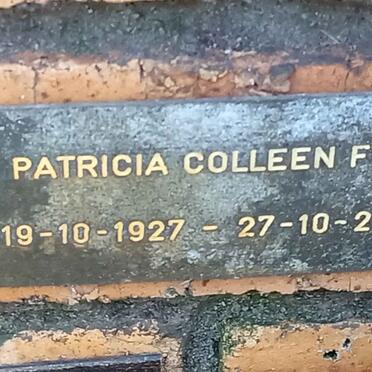 PATRICIA COLLEEN F
19-10-1927 - 27-10-2